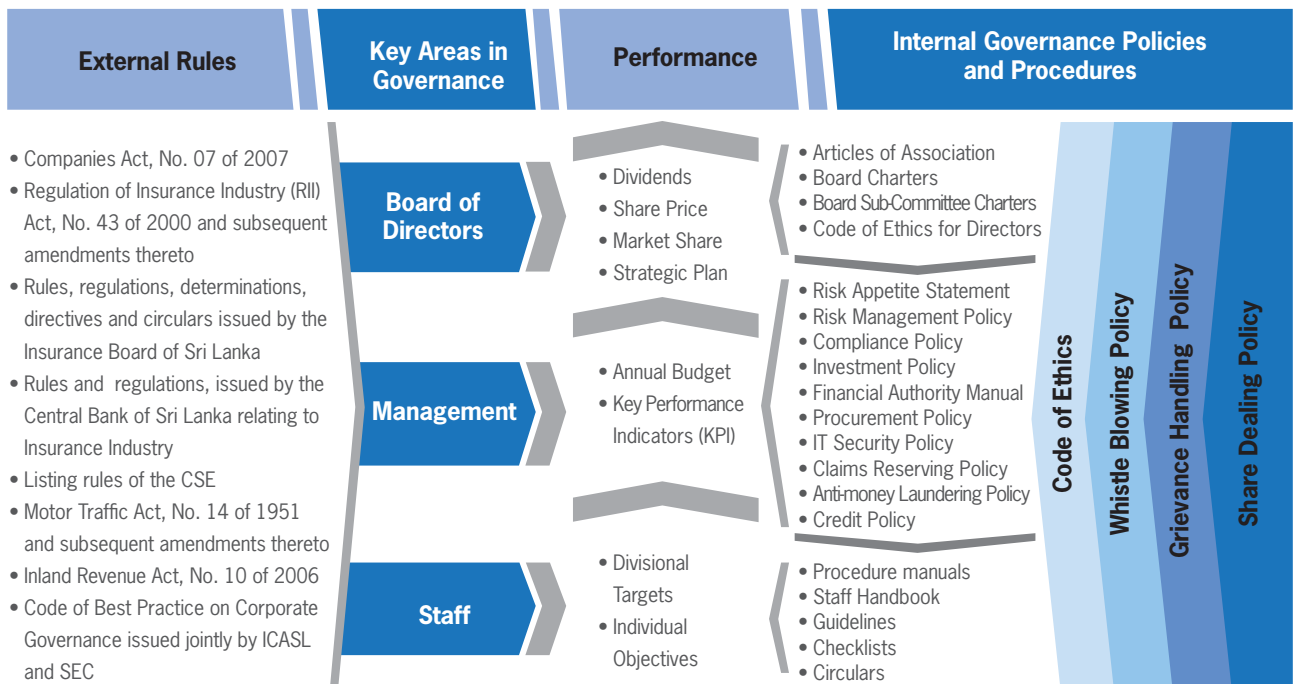 External Rules
Key Areas in
Governance
Performance
Internal Governance Policies
and Procedures
• Companies Act, No. 07 of 2007
• Regulation of Insurance Industry (RII)
Act, No. 43 of 2000 and subsequent
amendments thereto
• Rules, regulations, determinations,
directives and circulars issued by the
Insurance Board of Sri Lanka
• Rules and regulations, issued by the
Central Bank of Sri Lanka relating to
Insurance Industry
• Listing rules of the CSE
• Motor Traffic Act, No. 14 of 1951
and subsequent amendments thereto
• Inland Revenue Act, No. 10 of 2006
• Code of Best Practice on Corporate
Governance issued jointly by ICASL
and SEC
Board of
Directors
Management
Staff
• Dividends
• Share Price
• Market Share
• Strategic Plan
• Annual Budget
• Key Performance
Indicators (KPI)
• Divisional
Targets
• Individual
Objectives
• Articles of Association
• Board Charters
• Board Sub-Committee Charters
• Code of Ethics for Directors
• Risk Appetite Statement
• Risk Management Policy
• Compliance Policy
• Investment Policy
• Financial Authority Manual
• Procurement Policy
• IT Security Policy
• Claims Reserving Policy
• Anti-money Laundering Policy
• Credit Policy
• Procedure manuals
• Staff Handbook
• Guidelines
• Checklists
• Circulars
Code of Ethics
Whistle Blowing Policy
Grievance Handling Policy
Share Dealing Policy